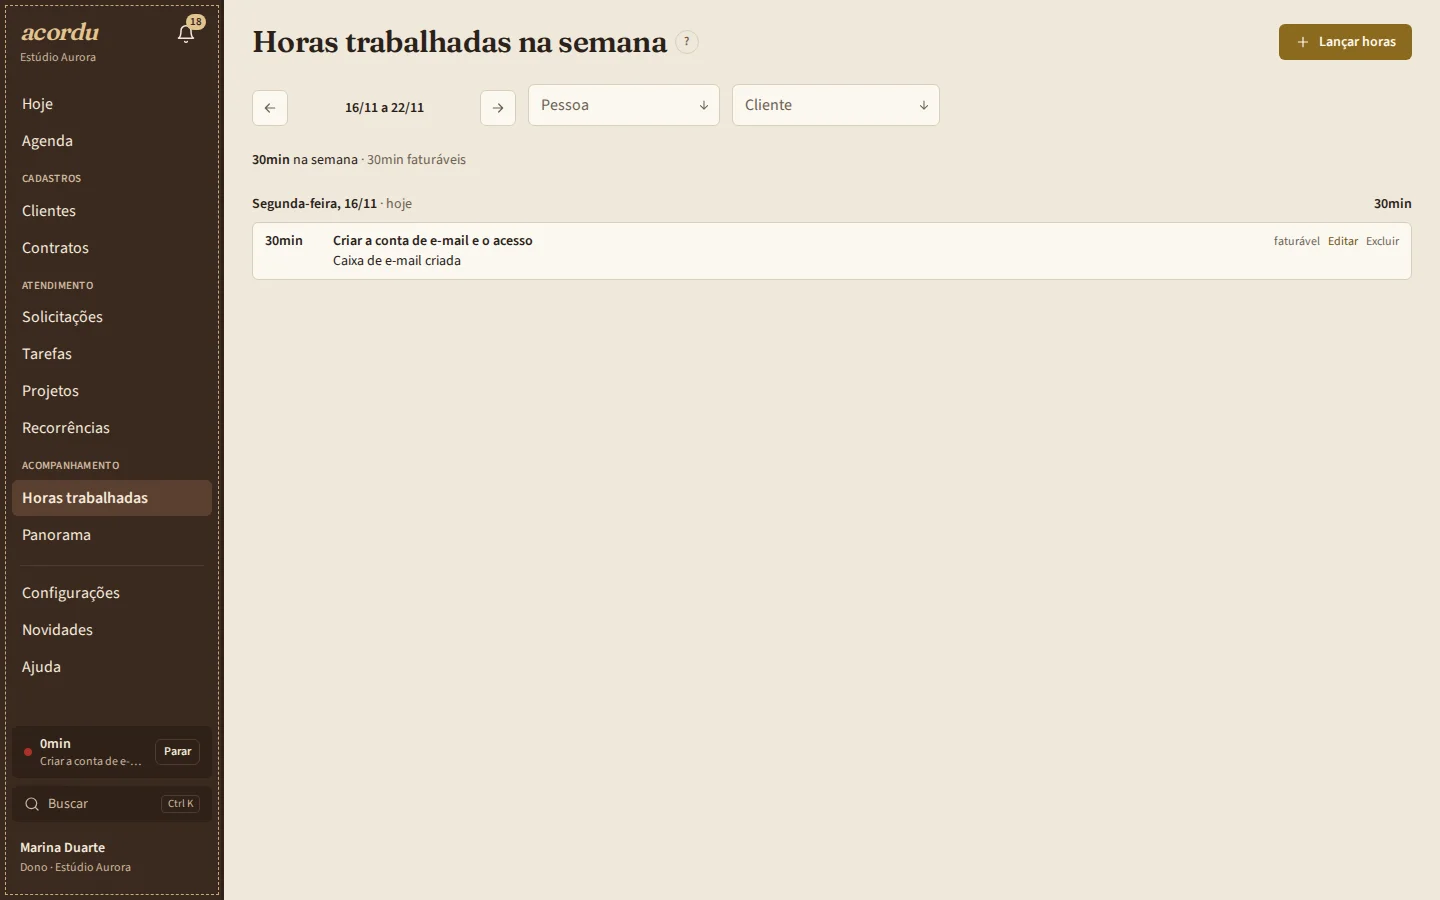 acordu
18
Estúdio Aurora
Hoje
Agenda
CADASTROS
Clientes
Contratos
ATENDIMENTO
Solicitações
Tarefas
Projetos
Recorrências
ACOMPANHAMENTO
Horas trabalhadas
Panorama
Configurações
Novidades
Ajuda
0min
Criar a conta de e-…
Parar
Buscar
Ctrl K
Marina Duarte
Dono · Estúdio Aurora
Horas trabalhadas na semana ?
+ Lançar horas
← 16/11 a 22/11 →
Pessoa ↓
Cliente ↓
30min na semana · 30min faturáveis
Segunda-feira, 16/11 · hoje 30min
30min Criar a conta de e-mail e o acesso faturável Editar Excluir
Caixa de e-mail criada